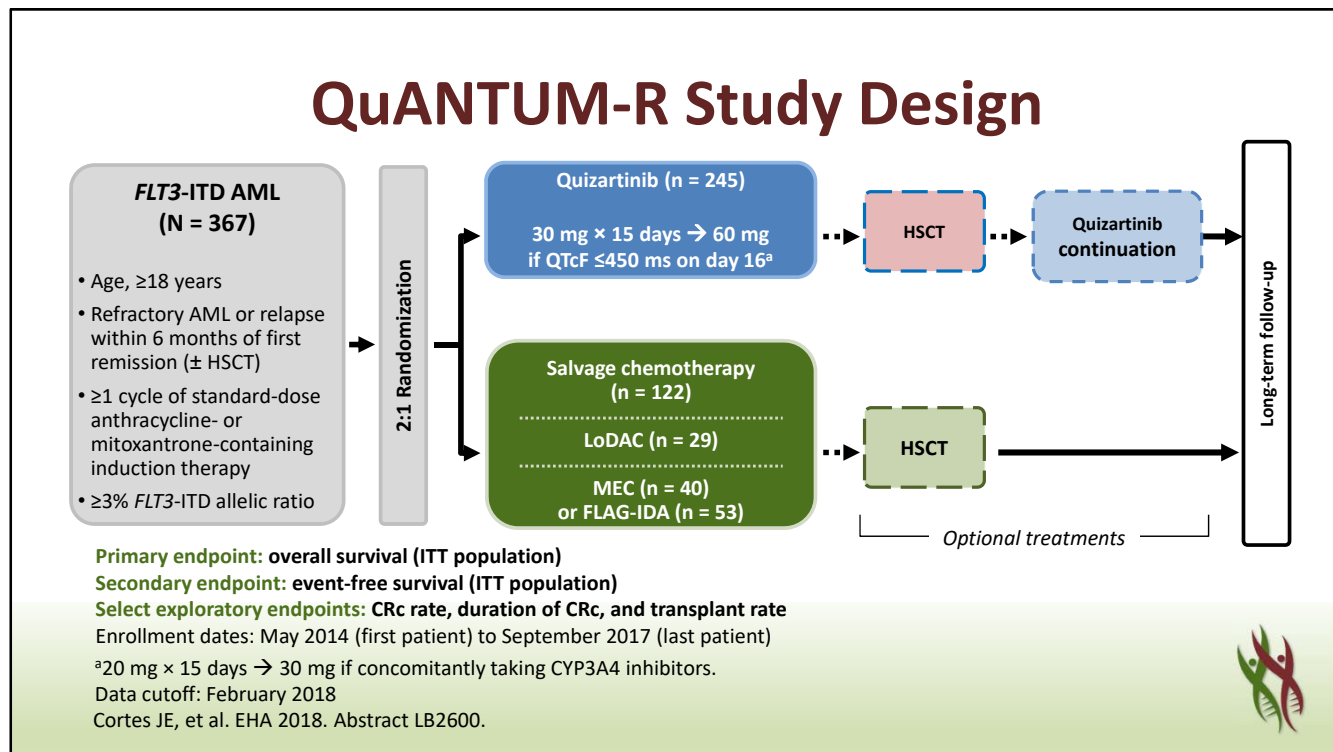 QuANTUM-R Study Design
FLT3-ITD AML
(N = 367)
• Age, ≥18 years
• Refractory AML or relapse
within 6 months of first
remission (± HSCT)
• ≥1 cycle of standard-dose
anthracycline- or
mitoxantrone-containing
induction therapy
• ≥3% FLT3-ITD allelic ratio
2:1 Randomization
Quizartinib (n = 245)
30 mg × 15 days → 60 mg
if QTcF ≤450 ms on day 16ᵃ
HSCT
Quizartinib
continuation
Salvage chemotherapy
(n = 122)
LoDAC (n = 29)
MEC (n = 40)
or FLAG-IDA (n = 53)
HSCT
Optional treatments
Long-term follow-up
Primary endpoint: overall survival (ITT population)
Secondary endpoint: event-free survival (ITT population)
Select exploratory endpoints: CRc rate, duration of CRc, and transplant rate
Enrollment dates: May 2014 (first patient) to September 2017 (last patient)
ᵃ20 mg × 15 days → 30 mg if concomitantly taking CYP3A4 inhibitors.
Data cutoff: February 2018
Cortes JE, et al. EHA 2018. Abstract LB2600.